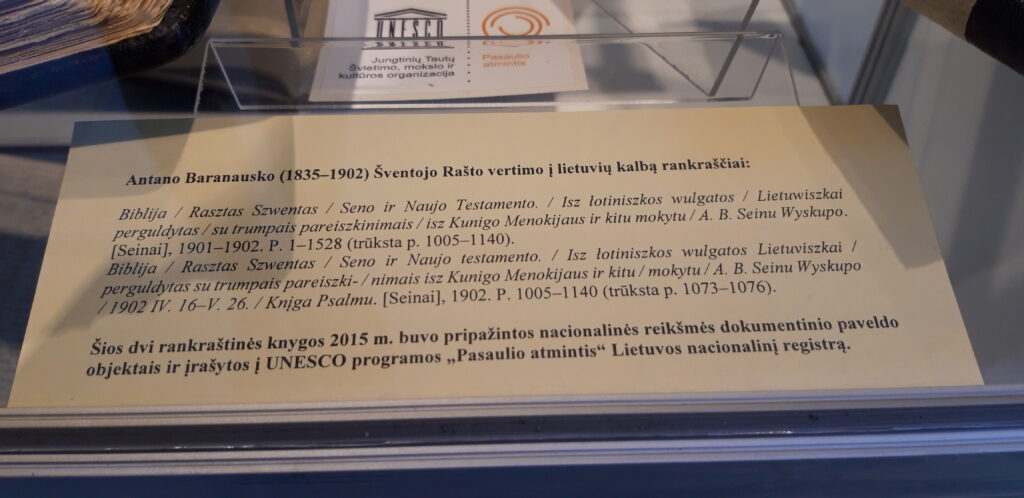 UNESCO
Jungtinių Tautų
Švietimo, mokslo ir
kultūros organizacija
Pasaulio
atmintis
Antano Baranausko (1835–1902) Šventojo Rašto vertimo į lietuvių kalbą rankraščiai:
Biblija / Rasztas Szwentas / Seno ir Naujo Testamento. / Isz łotiniszkos wulgatos / Lietuwiszkai
perguldytas / su trumpais pareiszkinimais / isz Kunigo Menokijaus ir kitu mokytu / A. B. Seinu Wyskupo.
[Seinai], 1901–1902. P. 1–1528 (trūksta p. 1005–1140).
Biblija / Rasztas Szwentas / Seno ir Naujo testamento. / Isz łotiniszkos wulgatos Lietuviszkai /
perguldytas su trumpais pareiszki- / nimais isz Kunigo Menokijaus ir kitu / mokytu / A. B. Seinu Wyskupo
/ 1902 IV. 16–V. 26. / Knįga Psalmu. [Seinai], 1902. P. 1005–1140 (trūksta p. 1073–1076).
Šios dvi rankraštinės knygos 2015 m. buvo pripažintos nacionalinės reikšmės dokumentinio paveldo
objektais ir įrašytos į UNESCO programos „Pasaulio atmintis“ Lietuvos nacionalinį registrą.